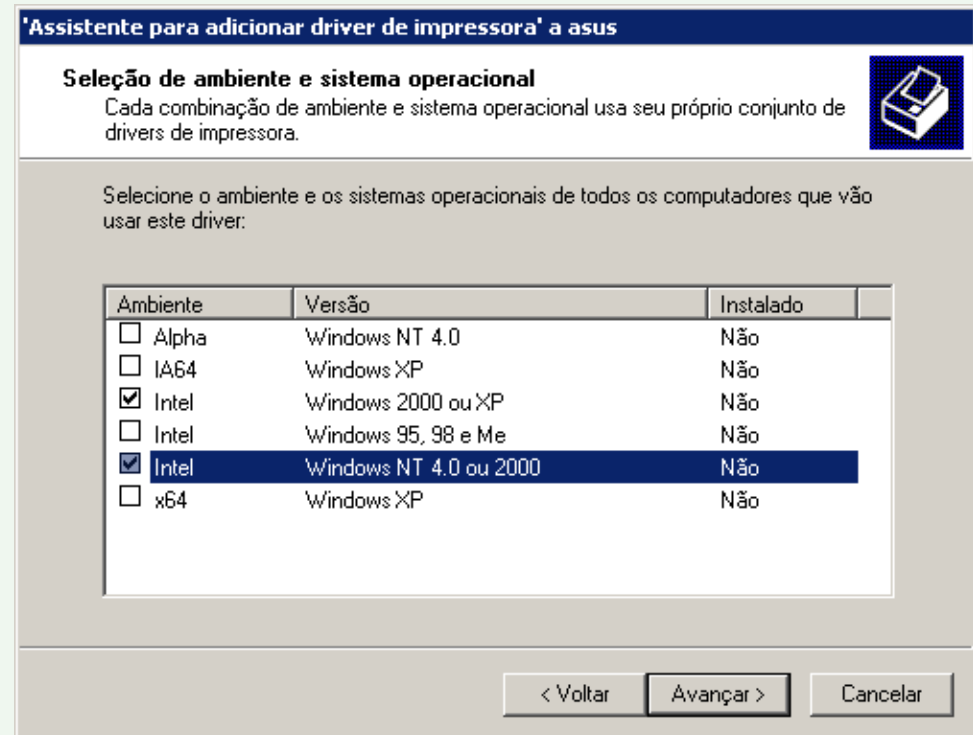 'Assistente para adicionar driver de impressora' a asus
Seleção de ambiente e sistema operacional
Cada combinação de ambiente e sistema operacional usa seu próprio conjunto de
drivers de impressora.
Selecione o ambiente e os sistemas operacionais de todos os computadores que vão
usar este driver:
Ambiente Versão Instalado
Alpha Windows NT 4.0 Não
IA64 Windows XP Não
Intel Windows 2000 ou XP Não
Intel Windows 95, 98 e Me Não
Intel Windows NT 4.0 ou 2000 Não
x64 Windows XP Não
< Voltar Avançar > Cancelar